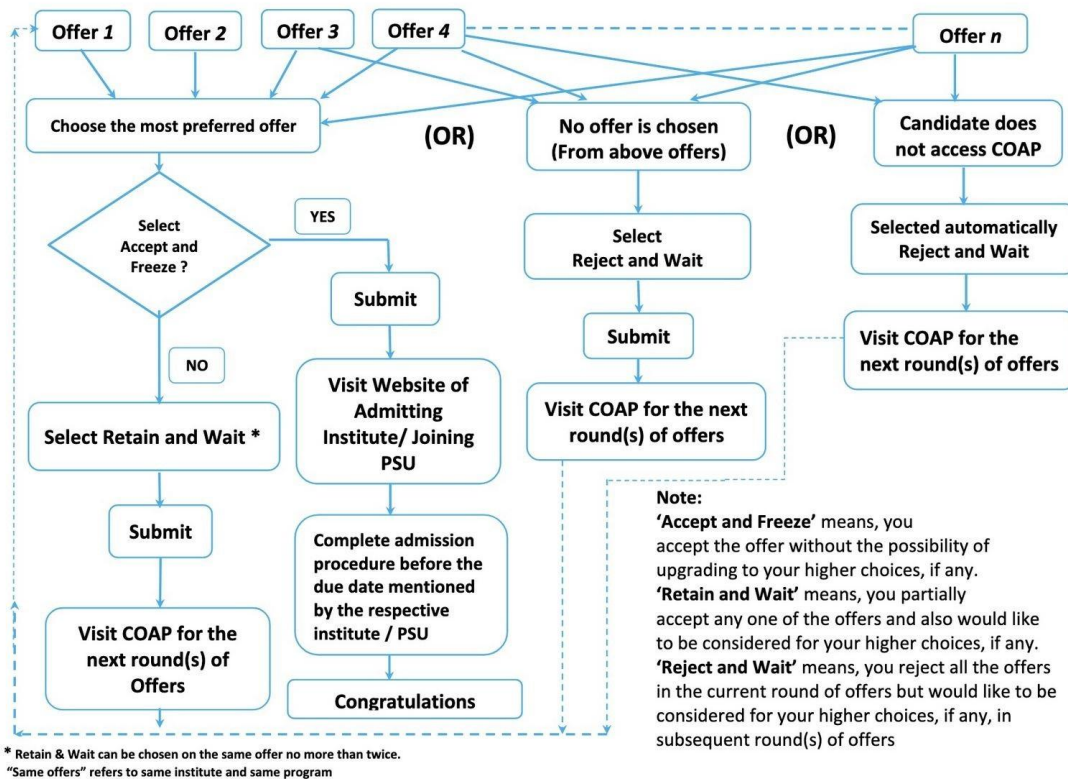 Offer 1
Offer 2
Offer 3
Offer 4
Offer n
Choose the most preferred offer
(OR)
No offer is chosen
(From above offers)
(OR)
Candidate does
not access COAP
Select
Accept and
Freeze ?
YES
NO
Submit
Visit Website of
Admitting
Institute/ Joining
PSU
Complete admission
procedure before the
due date mentioned
by the respective
institute / PSU
Congratulations
Select Retain and Wait *
Submit
Visit COAP for the
next round(s) of
Offers
Select
Reject and Wait
Submit
Visit COAP for the next
round(s) of offers
Selected automatically
Reject and Wait
Visit COAP for the
next round(s) of offers
Note:
‘Accept and Freeze’ means, you
accept the offer without the possibility of
upgrading to your higher choices, if any.
‘Retain and Wait’ means, you partially
accept any one of the offers and also would like
to be considered for your higher choices, if any.
‘Reject and Wait’ means, you reject all the offers
in the current round of offers but would like to be
considered for your higher choices, if any, in
subsequent round(s) of offers
* Retain & Wait can be chosen on the same offer no more than twice.
“Same offers” refers to same institute and same program